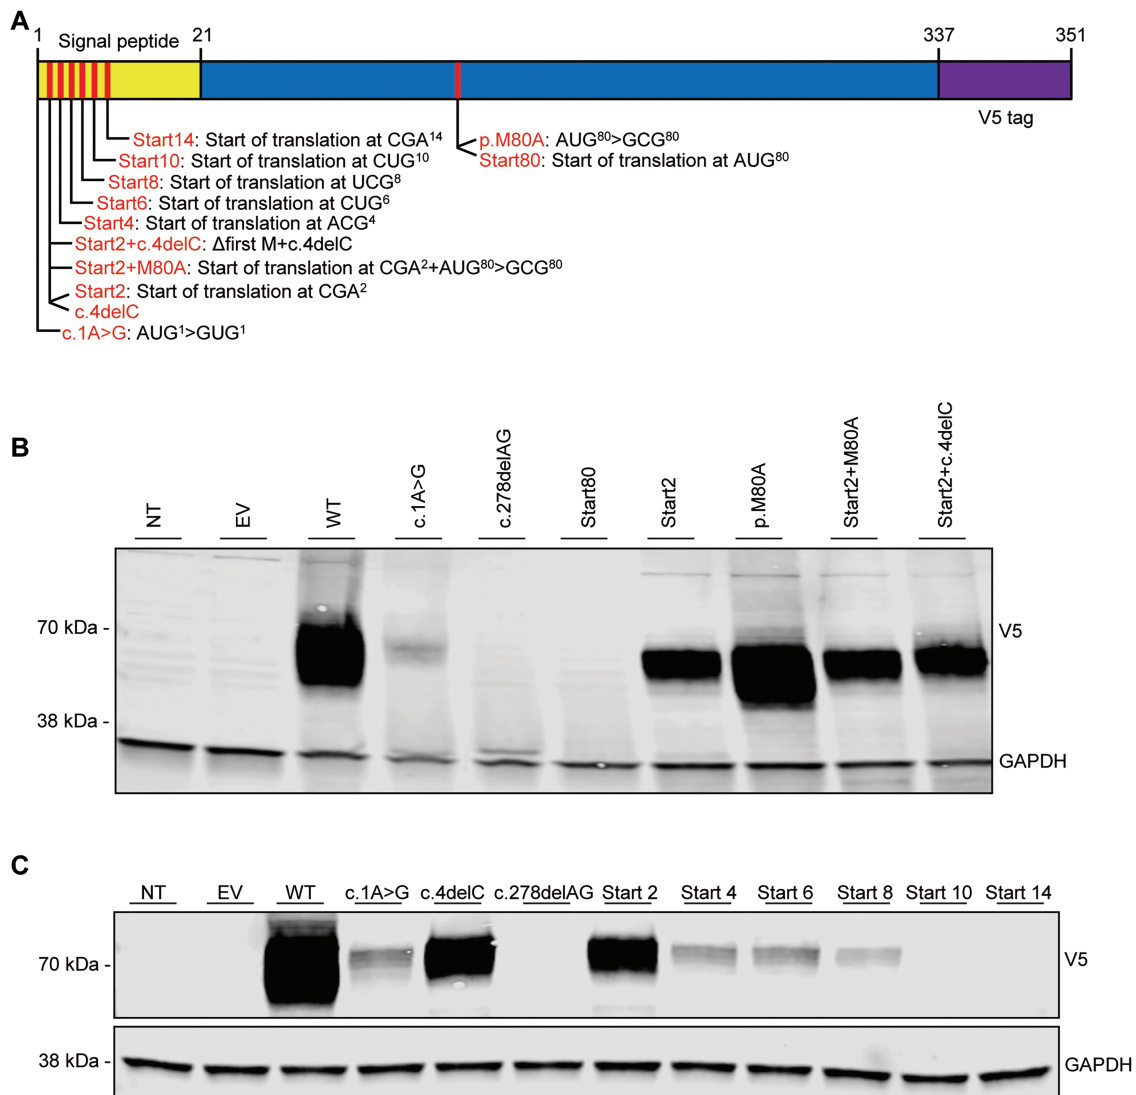 A
1
Signal peptide
21
337
351
V5 tag
Start14: Start of translation at CGA¹⁴
p.M80A: AUG⁸⁰>GCG⁸⁰
Start10: Start of translation at CUG¹⁰
Start80: Start of translation at AUG⁸⁰
Start8: Start of translation at UCG⁸
Start6: Start of translation at CUG⁶
Start4: Start of translation at ACG⁴
Start2+c.4delC: Δfirst M+c.4delC
Start2+M80A: Start of translation at CGA²+AUG⁸⁰>GCG⁸⁰
Start2: Start of translation at CGA²
c.4delC
c.1A>G: AUG¹>GUG¹
B
NT
EV
WT
c.1A>G
c.278delAG
Start80
Start2
p.M80A
Start2+M80A
Start2+c.4delC
70 kDa -
V5
38 kDa -
GAPDH
C
NT EV WT c.1A>G c.4delC c.278delAG Start 2 Start 4 Start 6 Start 8 Start 10 Start 14
70 kDa -
V5
38 kDa -
GAPDH